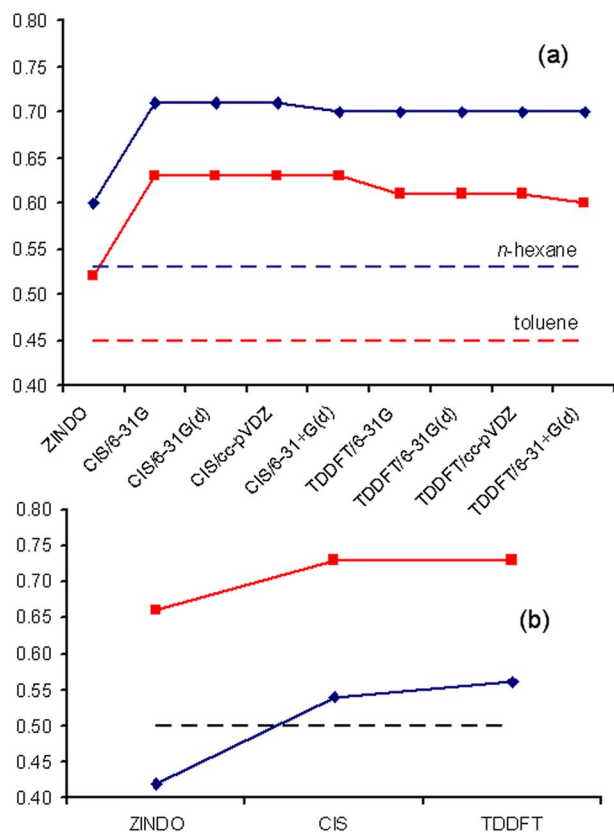 0.80
(a)
0.75
0.70
0.65
0.60
0.55
n-hexane
0.50
toluene
0.45
0.40
ZINDO
CIS/6-31G
CIS/6-31G(d)
CIS/cc-pVDZ
CIS/6-31+G(d)
TDDFT/6-31G
TDDFT/6-31G(d)
TDDFT/cc-pVDZ
TDDFT/6-31+G(d)
0.80
0.75
0.70
0.65
0.60
(b)
0.55
0.50
0.45
0.40
ZINDO CIS TDDFT